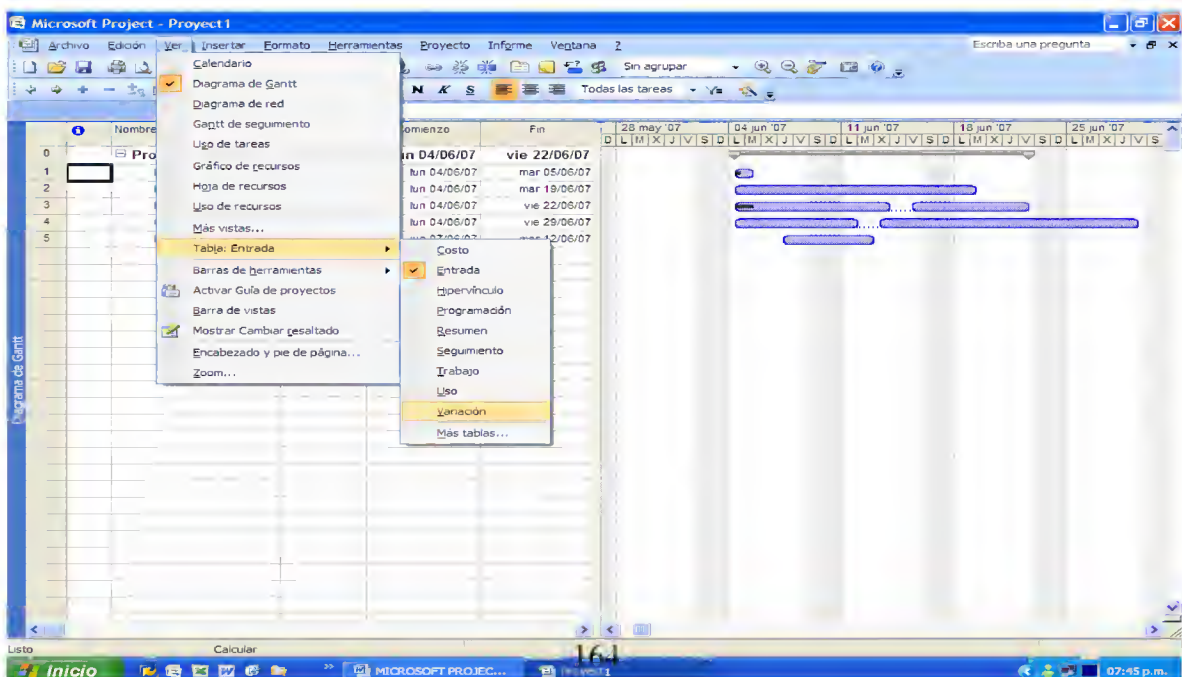 Microsoft Project - Proyect1
Archivo Edición Ver Insertar Formato Herramientas Proyecto Informe Ventana ?
Escriba una pregunta
Sin agrupar
N K S Todas las tareas
Nombre
omienzo
Fin
28 may '07 04 jun '07 11 jun '07 18 jun '07 25 jun '07
D L M X J V S D L M X J V S D L M X J V S D L M X J V S D L M X J V S
0 Pro un 04/06/07 vie 22/06/07
1 lun 04/06/07 mar 05/06/07
2 lun 04/06/07 mar 19/06/07
3 lun 04/06/07 vie 22/06/07
4 lun 04/06/07 vie 29/06/07
5 12/06/07
Calendario
Diagrama de Gantt
Diagrama de red
Gantt de seguimiento
Uso de tareas
Gráfico de recursos
Hoja de recursos
Uso de recursos
Más vistas...
Tabla: Entrada
Barras de herramientas
Activar Guía de proyectos
Barra de vistas
Mostrar Cambiar resaltado
Encabezado y pie de página...
Zoom...
Costo
Entrada
Hipervínculo
Programación
Resumen
Seguimiento
Trabajo
Uso
Variación
Más tablas...
Diagrama de Gantt
Listo
Calcular
164
Inicio
MICROSOFT PROJEC...
07:45 p.m.